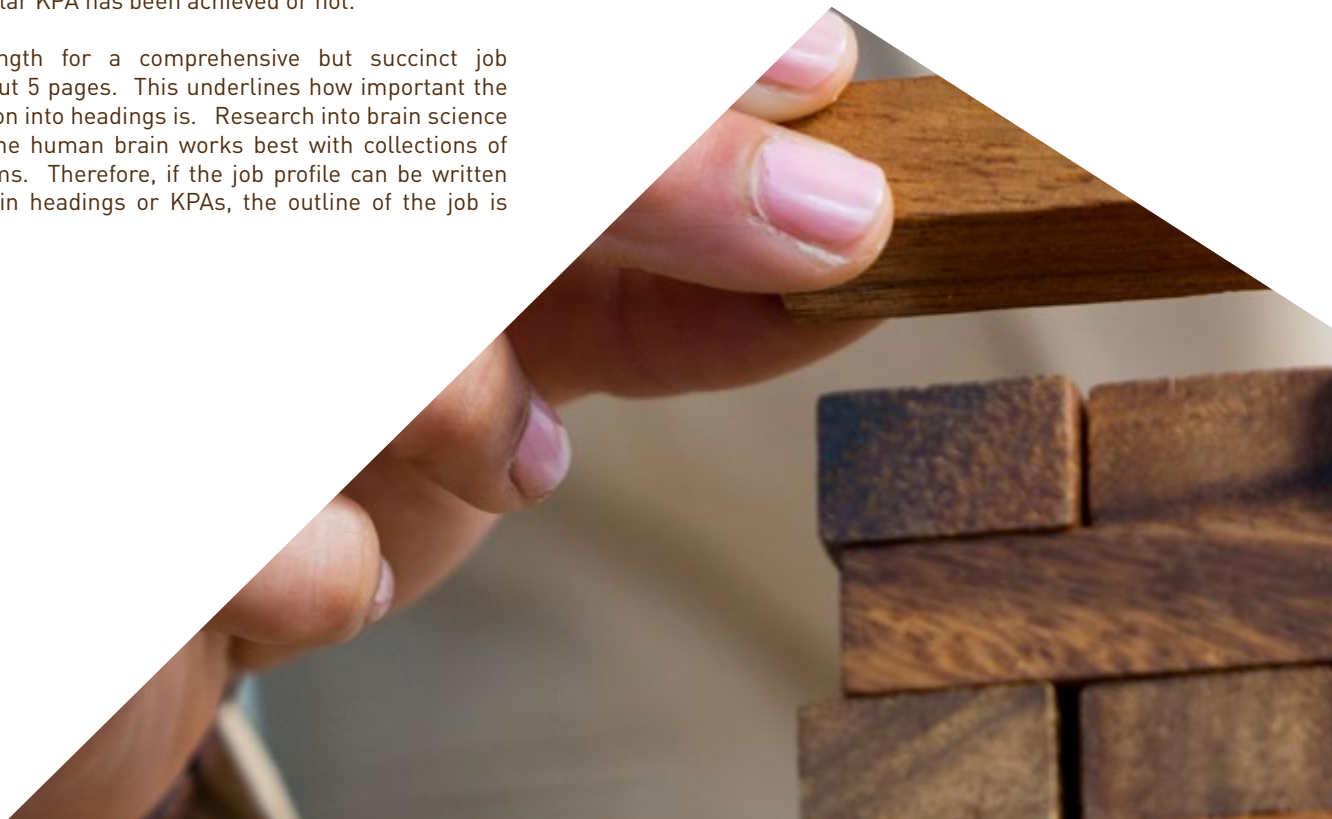 lar KPA has been achieved or not.
ngth for a comprehensive but succinct job
ut 5 pages. This underlines how important the
on into headings is. Research into brain science
he human brain works best with collections of
ms. Therefore, if the job profile can be written
in headings or KPAs, the outline of the job is